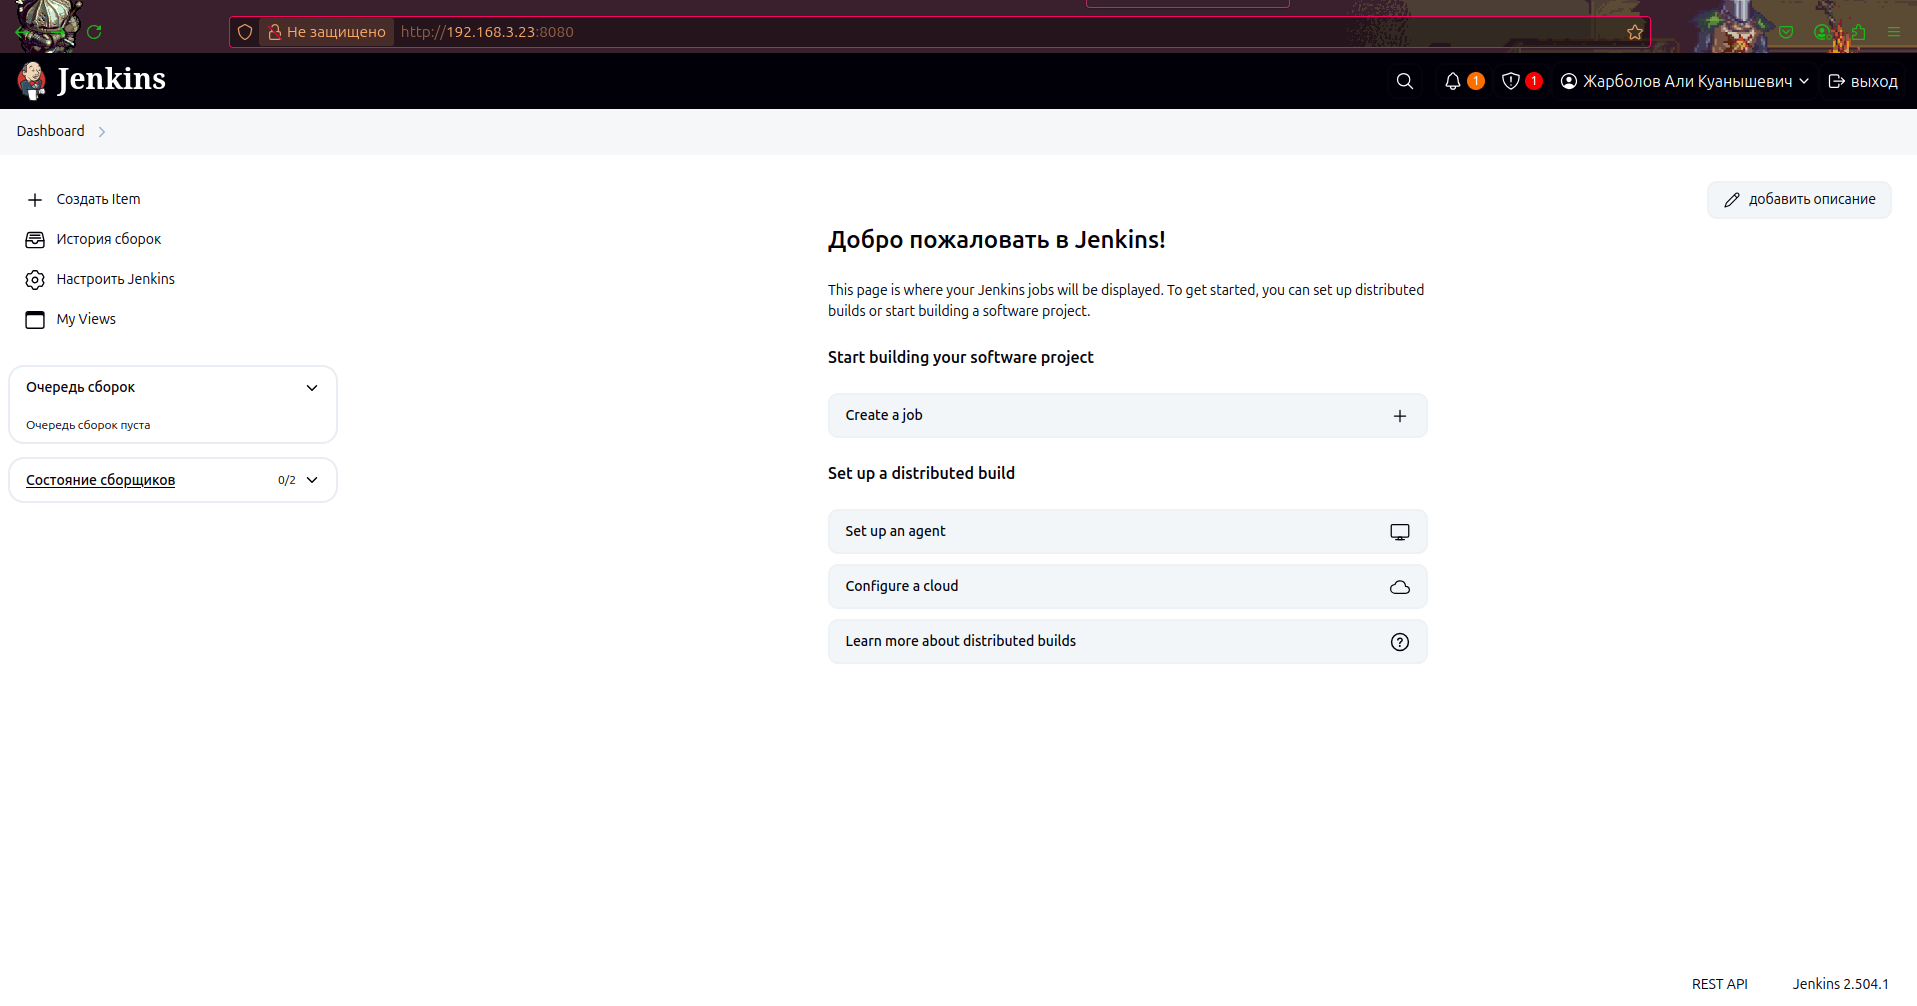 Не защищено http://192.168.3.23:8080
Jenkins 1 1 Жарболов Али Куанышевич выход
Dashboard
Создать Item
История сборок
Настроить Jenkins
My Views
Очередь сборок
Очередь сборок пуста
Состояние сборщиков 0/2
добавить описание
Добро пожаловать в Jenkins!
This page is where your Jenkins jobs will be displayed. To get started, you can set up distributed
builds or start building a software project.
Start building your software project
Create a job
Set up a distributed build
Set up an agent
Configure a cloud
Learn more about distributed builds
REST API Jenkins 2.504.1